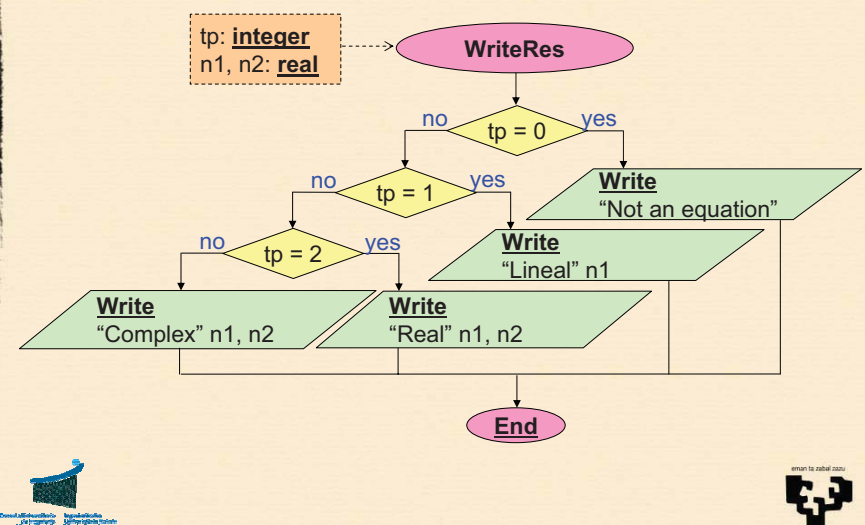 tp: integer
n1, n2: real
WriteRes
no
yes
tp = 0
no
yes
tp = 1
Write
“Not an equation”
no
yes
tp = 2
Write
“Lineal” n1
Write
“Complex” n1, n2
Write
“Real” n1, n2
End
eman ta zabal zazu